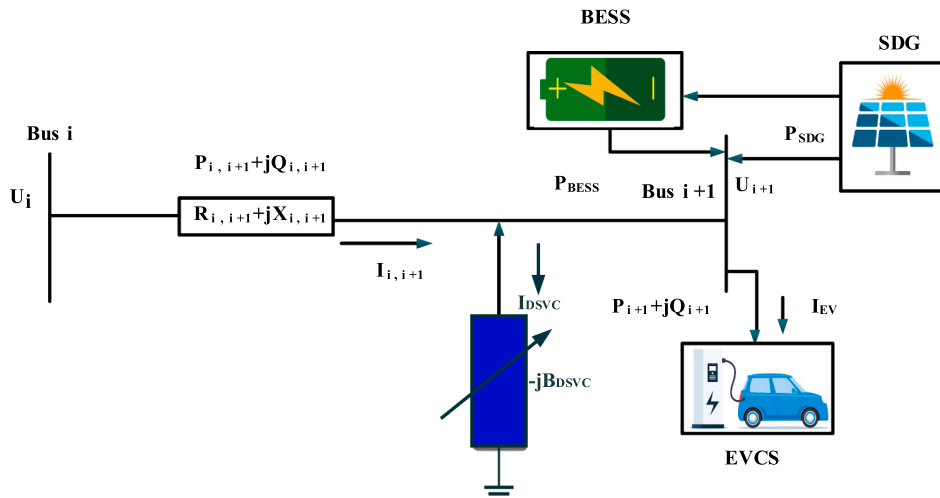 BESS
SDG
Bus i
P i , i+1 +jQ i, i+1
P SDG
U i
P BESS
Bus i+1
U i+1
R i , i+1 +jX i, i+1
I i , i+1
I DSVC
P i+1 +jQ i+1
I EV
-jB DSVC
EVCS